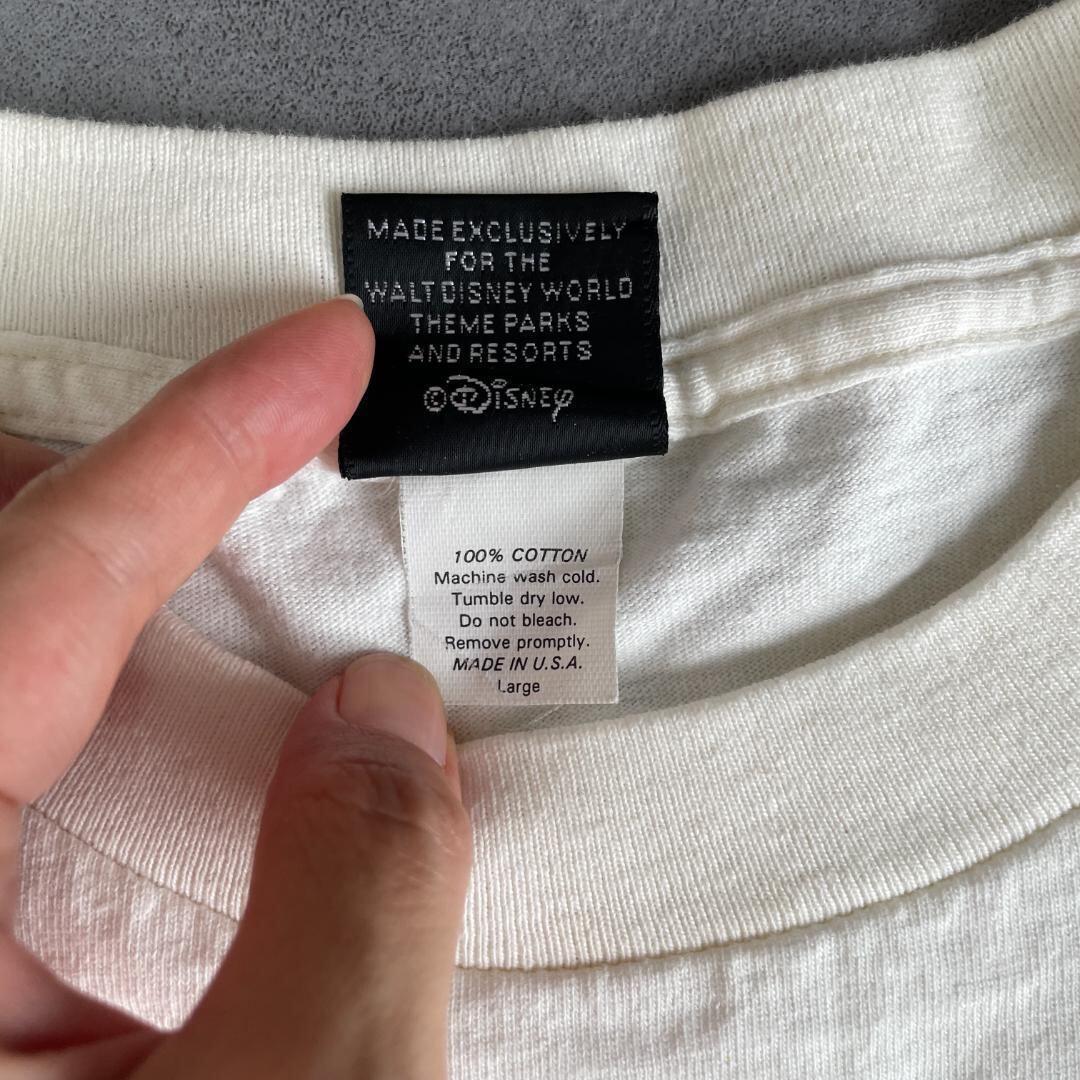 MADE EXCLUSIVELY
FOR THE
WALT DISNEY WORLD
THEME PARKS
AND RESORTS
© DISNEY
100% COTTON
Machine wash cold.
Tumble dry low.
Do not bleach.
Remove promptly.
MADE IN U.S.A.
Large